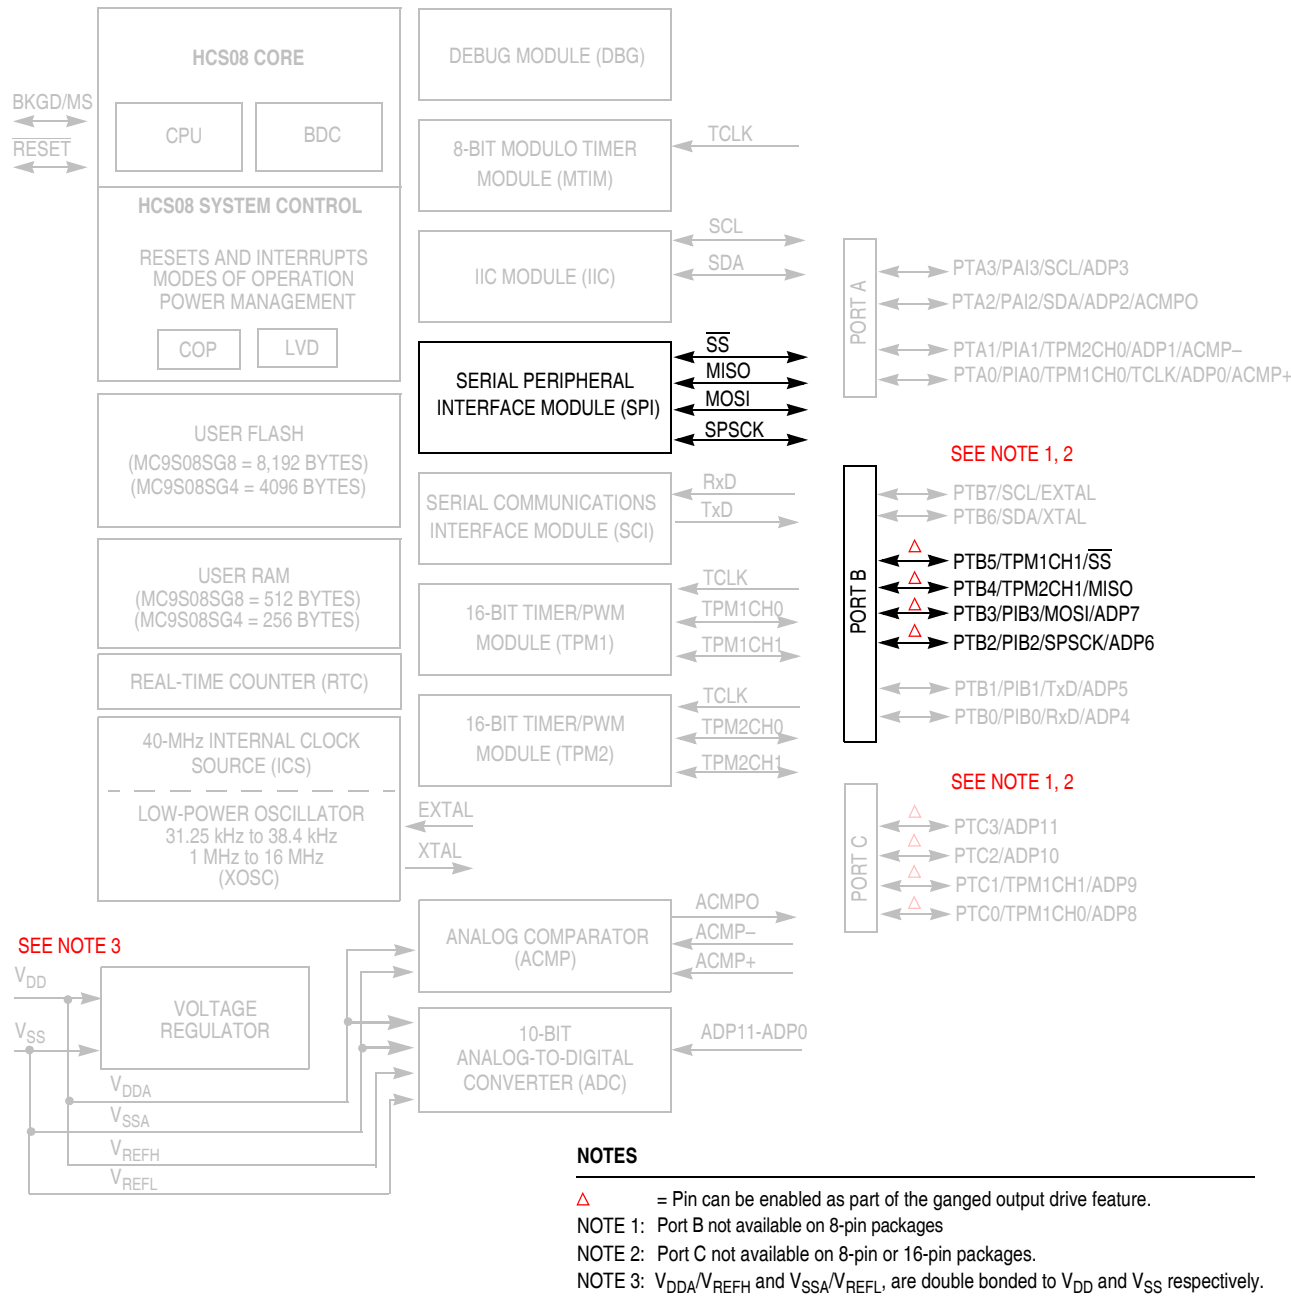 HCS08 CORE
CPU
BDC
BKGD/MS
RESET
HCS08 SYSTEM CONTROL
RESETS AND INTERRUPTS
MODES OF OPERATION
POWER MANAGEMENT
COP
LVD
USER FLASH
(MC9S08SG8 = 8,192 BYTES)
(MC9S08SG4 = 4096 BYTES)
USER RAM
(MC9S08SG8 = 512 BYTES)
(MC9S08SG4 = 256 BYTES)
REAL-TIME COUNTER (RTC)
40-MHz INTERNAL CLOCK
SOURCE (ICS)
LOW-POWER OSCILLATOR
31.25 kHz to 38.4 kHz
1 MHz to 16 MHz
(XOSC)
EXTAL
XTAL
SEE NOTE 3
VDD
VSS
VOLTAGE
REGULATOR
VDDA
VSSA
VREFH
VREFL
DEBUG MODULE (DBG)
8-BIT MODULO TIMER
MODULE (MTIM)
TCLK
IIC MODULE (IIC)
SCL
SDA
SERIAL PERIPHERAL
INTERFACE MODULE (SPI)
SS
MISO
MOSI
SPSCK
SERIAL COMMUNICATIONS
INTERFACE MODULE (SCI)
RxD
TxD
16-BIT TIMER/PWM
MODULE (TPM1)
TCLK
TPM1CH0
TPM1CH1
16-BIT TIMER/PWM
MODULE (TPM2)
TCLK
TPM2CH0
TPM2CH1
ANALOG COMPARATOR
(ACMP)
ACMPO
ACMP–
ACMP+
10-BIT
ANALOG-TO-DIGITAL
CONVERTER (ADC)
ADP11-ADP0
PORT A
PTA3/PAI3/SCL/ADP3
PTA2/PAI2/SDA/ADP2/ACMPO
PTA1/PIA1/TPM2CH0/ADP1/ACMP–
PTA0/PIA0/TPM1CH0/TCLK/ADP0/ACMP+
SEE NOTE 1, 2
PORT B
PTB7/SCL/EXTAL
PTB6/SDA/XTAL
PTB5/TPM1CH1/SS
PTB4/TPM2CH1/MISO
PTB3/PIB3/MOSI/ADP7
PTB2/PIB2/SPSCK/ADP6
PTB1/PIB1/TxD/ADP5
PTB0/PIB0/RxD/ADP4
SEE NOTE 1, 2
PORT C
PTC3/ADP11
PTC2/ADP10
PTC1/TPM1CH1/ADP9
PTC0/TPM1CH0/ADP8
NOTES
△ = Pin can be enabled as part of the ganged output drive feature.
NOTE 1: Port B not available on 8-pin packages
NOTE 2: Port C not available on 8-pin or 16-pin packages.
NOTE 3: VDDA/VREFH and VSSA/VREFL, are double bonded to VDD and VSS respectively.